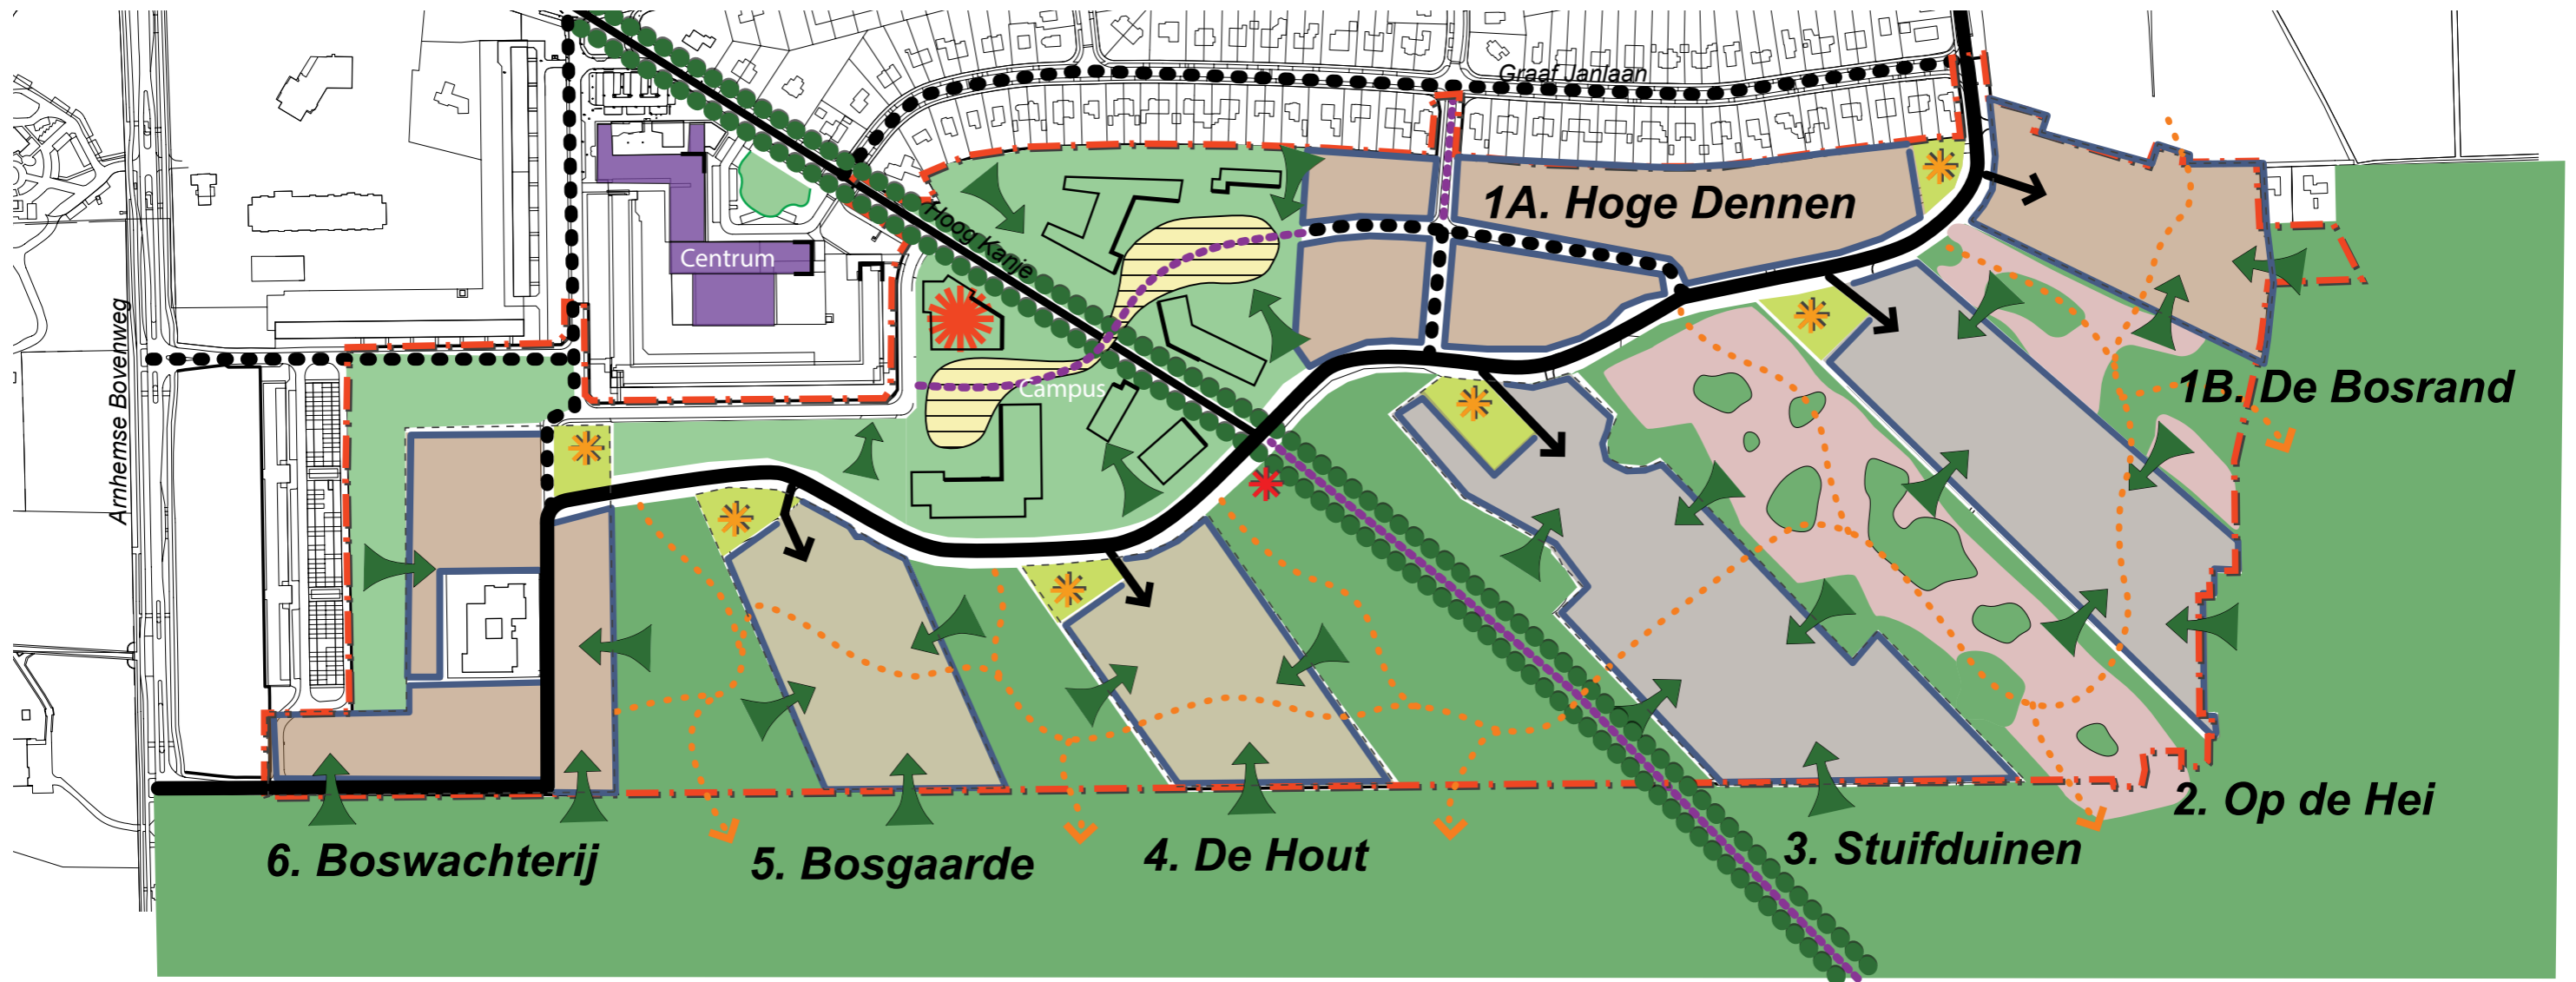 Graaf Janlaan
1A. Hoge Dennen
Hoog Kanje
Centrum
Arnhemse Bovenweg
Campus
1B. De Bosrand
2. Op de Hei
3. Stuifduinen
4. De Hout
5. Bosgaarde
6. Boswachterij